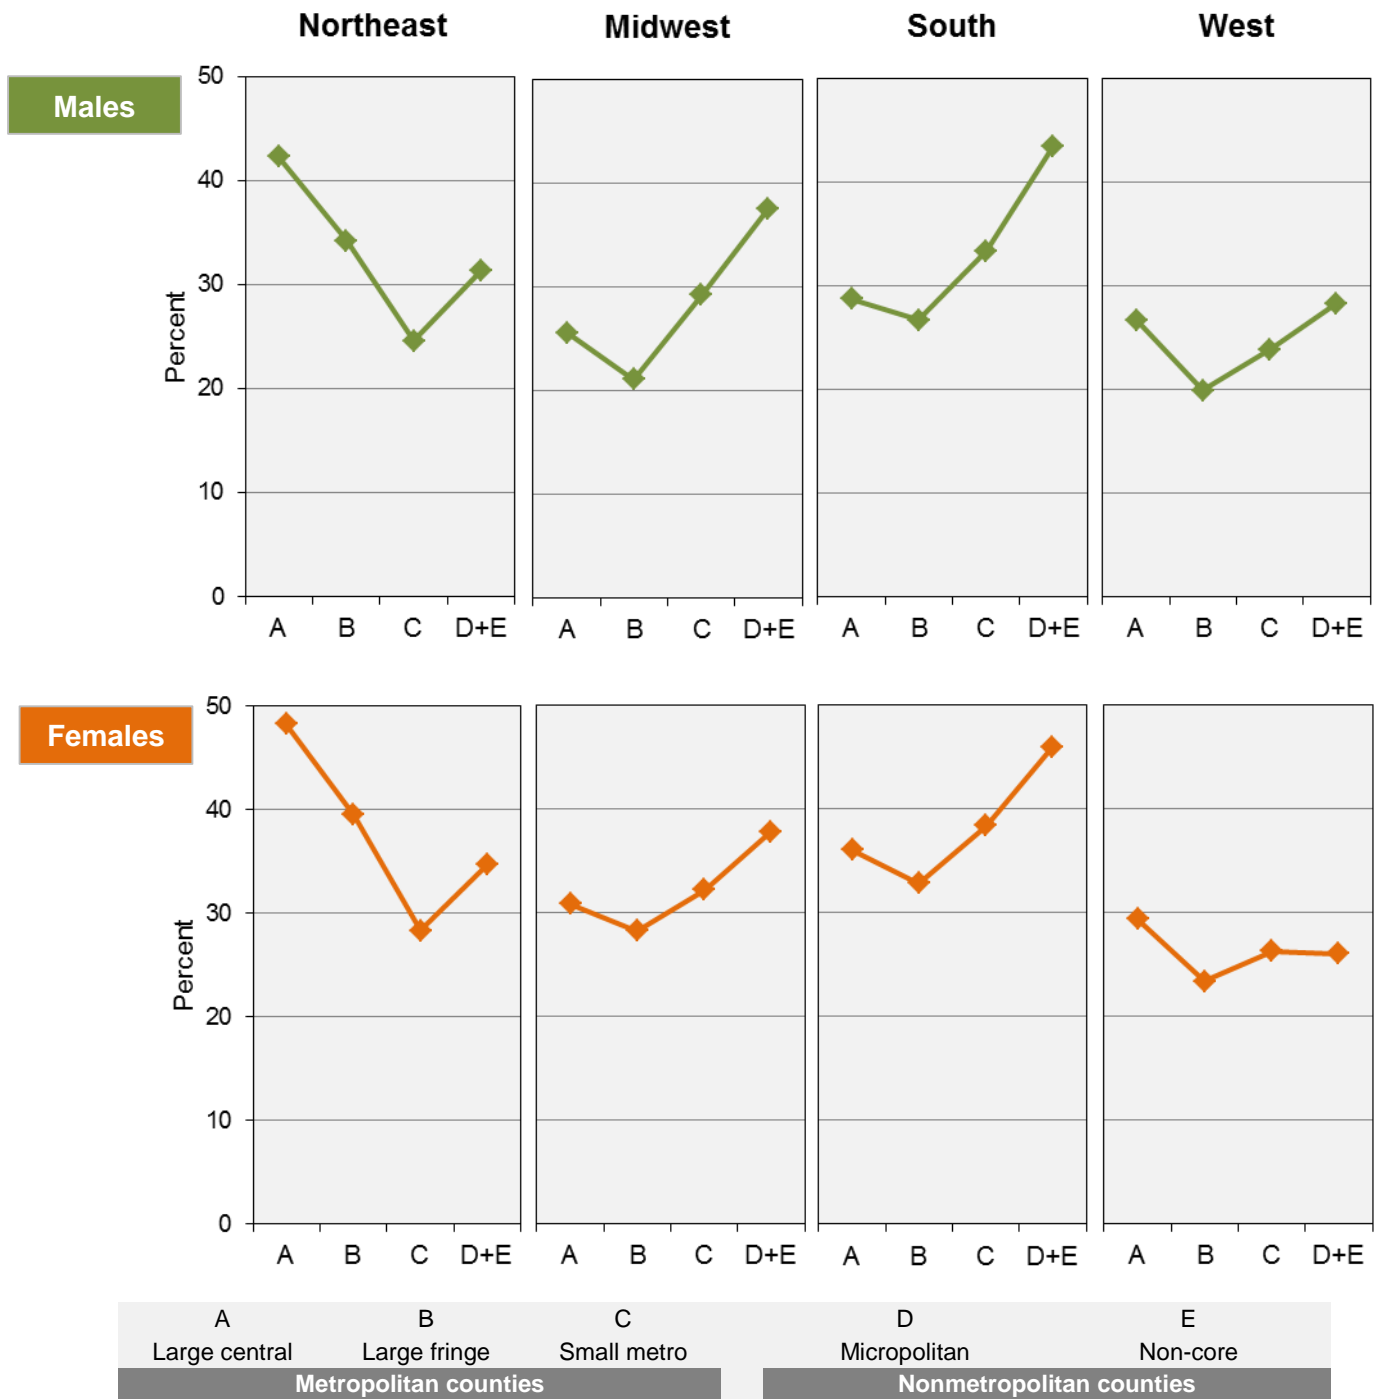 Northeast Midwest South West
Males
50
40
30
20
10
0
Percent
A B C D+E A B C D+E A B C D+E A B C D+E
Females
50
40
30
20
10
0
Percent
A B C D+E A B C D+E A B C D+E A B C D+E
A B C D E
Large central Large fringe Small metro Micropolitan Non-core
Metropolitan counties Nonmetropolitan counties